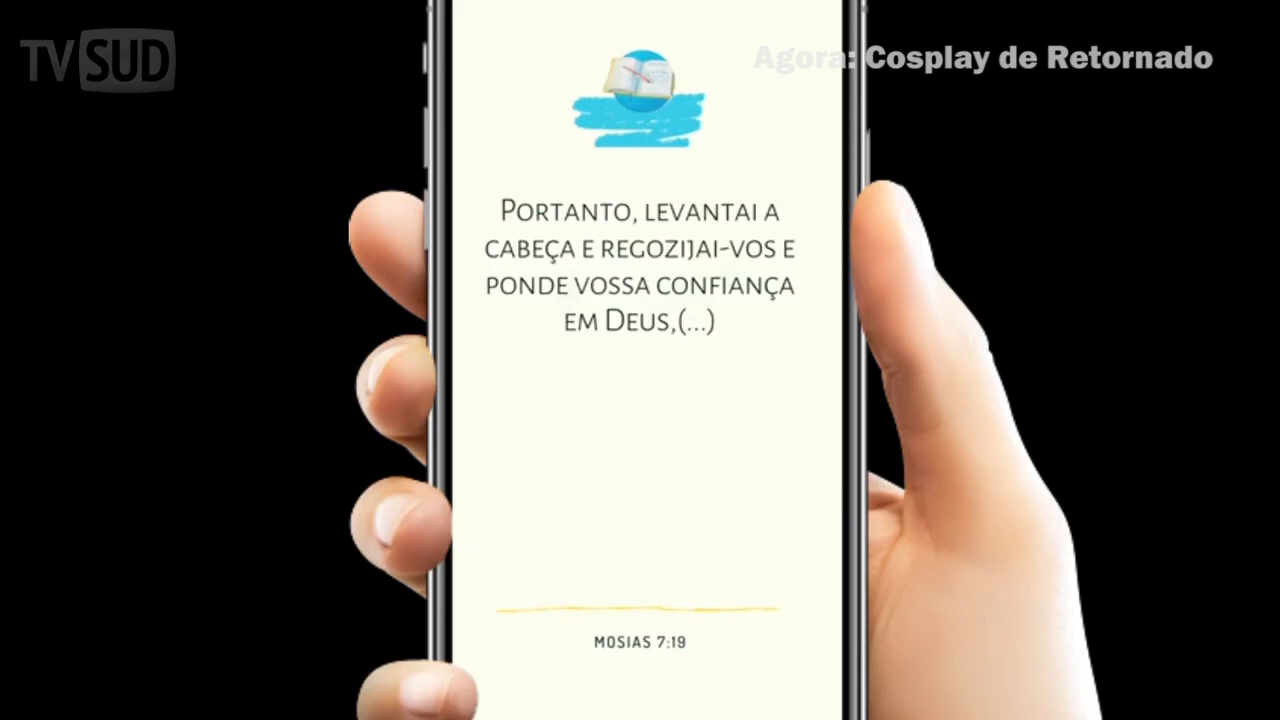 TVSUD
Agora: Cosplay de Retornado
Portanto, levantai a
cabeça e regozijai-vos e
ponde vossa confiança
em Deus,(...)
MOSIAS 7:19